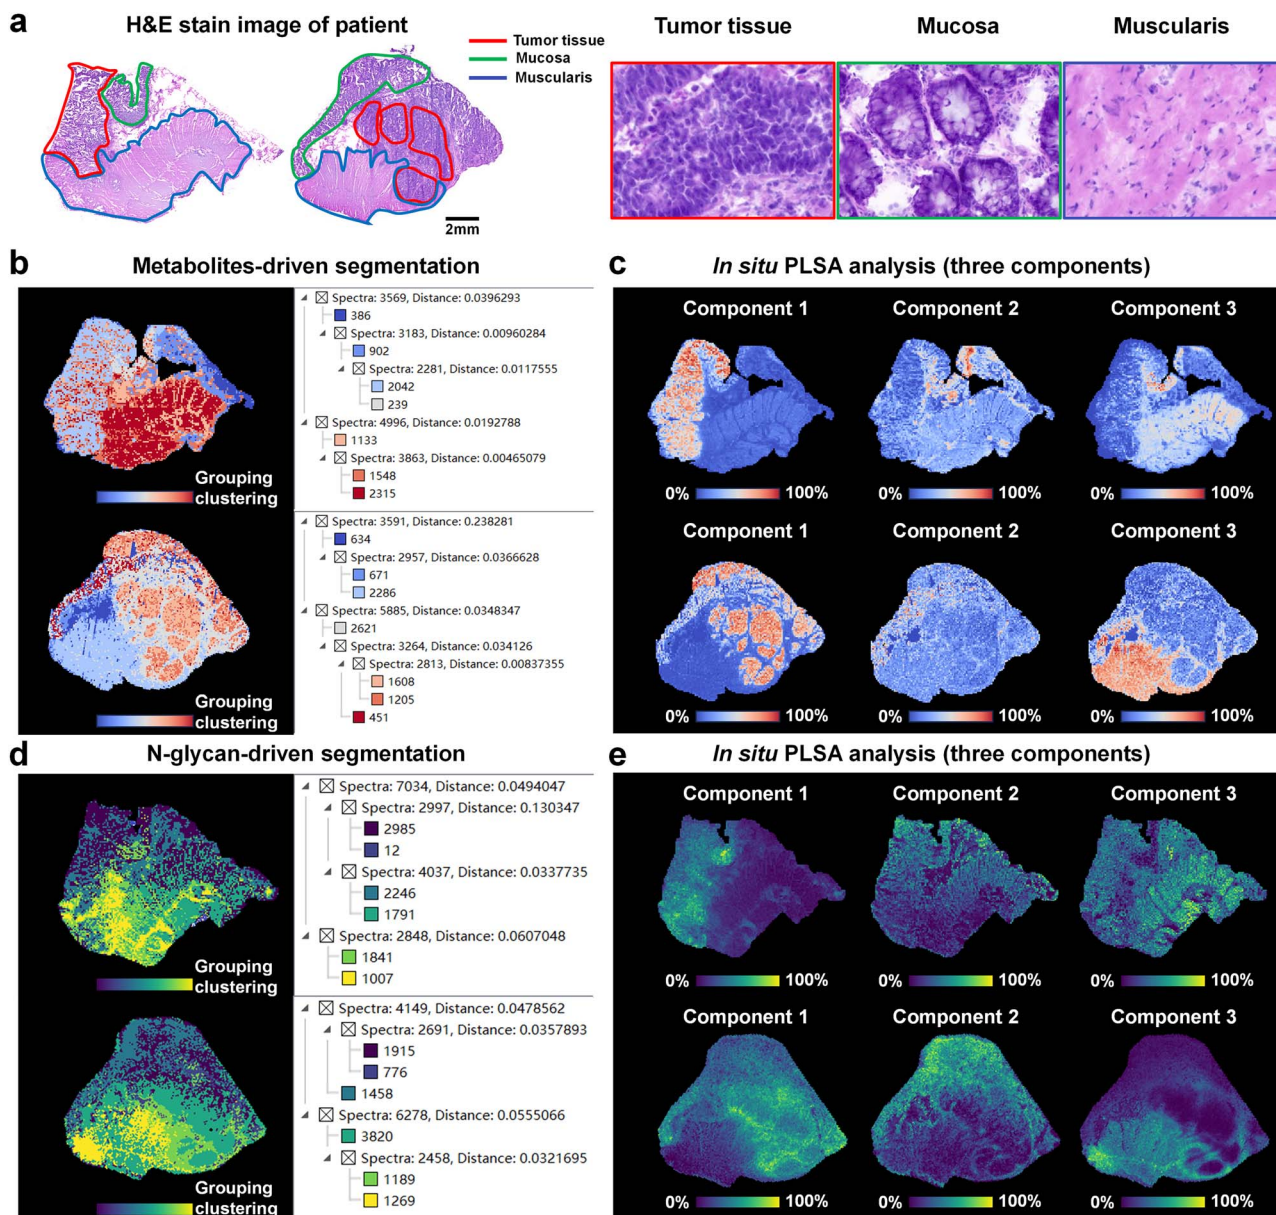 a
H&E stain image of patient
Tumor tissue
Mucosa
Muscularis
2mm
Tumor tissue
Mucosa
Muscularis
b
Metabolites-driven segmentation
Grouping
clustering
Spectra: 3569, Distance: 0.0396293
386
Spectra: 3183, Distance: 0.00960284
902
Spectra: 2281, Distance: 0.0117555
2042
239
Spectra: 4996, Distance: 0.0192788
1133
Spectra: 3863, Distance: 0.00465079
1548
2315
Grouping
clustering
Spectra: 3591, Distance: 0.238281
634
Spectra: 2957, Distance: 0.0366628
671
2286
Spectra: 5885, Distance: 0.0348347
2621
Spectra: 3264, Distance: 0.034126
Spectra: 2813, Distance: 0.00837355
1608
1205
451
c
In situ PLSA analysis (three components)
Component 1
Component 2
Component 3
0% 100%
0% 100%
0% 100%
Component 1
Component 2
Component 3
0% 100%
0% 100%
0% 100%
d
N-glycan-driven segmentation
Grouping
clustering
Spectra: 7034, Distance: 0.0494047
Spectra: 2997, Distance: 0.130347
2985
12
Spectra: 4037, Distance: 0.0337735
2246
1791
Spectra: 2848, Distance: 0.0607048
1841
1007
Grouping
clustering
Spectra: 4149, Distance: 0.0478562
Spectra: 2691, Distance: 0.0357893
1915
776
1458
Spectra: 6278, Distance: 0.0555066
3820
Spectra: 2458, Distance: 0.0321695
1189
1269
e
In situ PLSA analysis (three components)
Component 1
Component 2
Component 3
0% 100%
0% 100%
0% 100%
Component 1
Component 2
Component 3
0% 100%
0% 100%
0% 100%